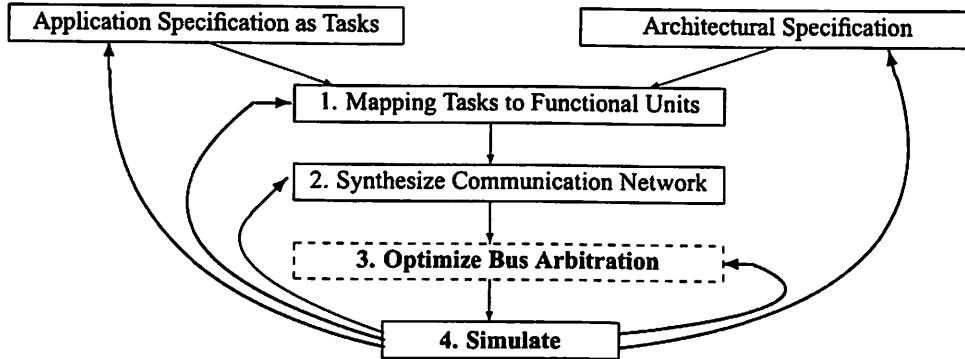 Application Specification as Tasks
Architectural Specification
1. Mapping Tasks to Functional Units
2. Synthesize Communication Network
3. Optimize Bus Arbitration
4. Simulate